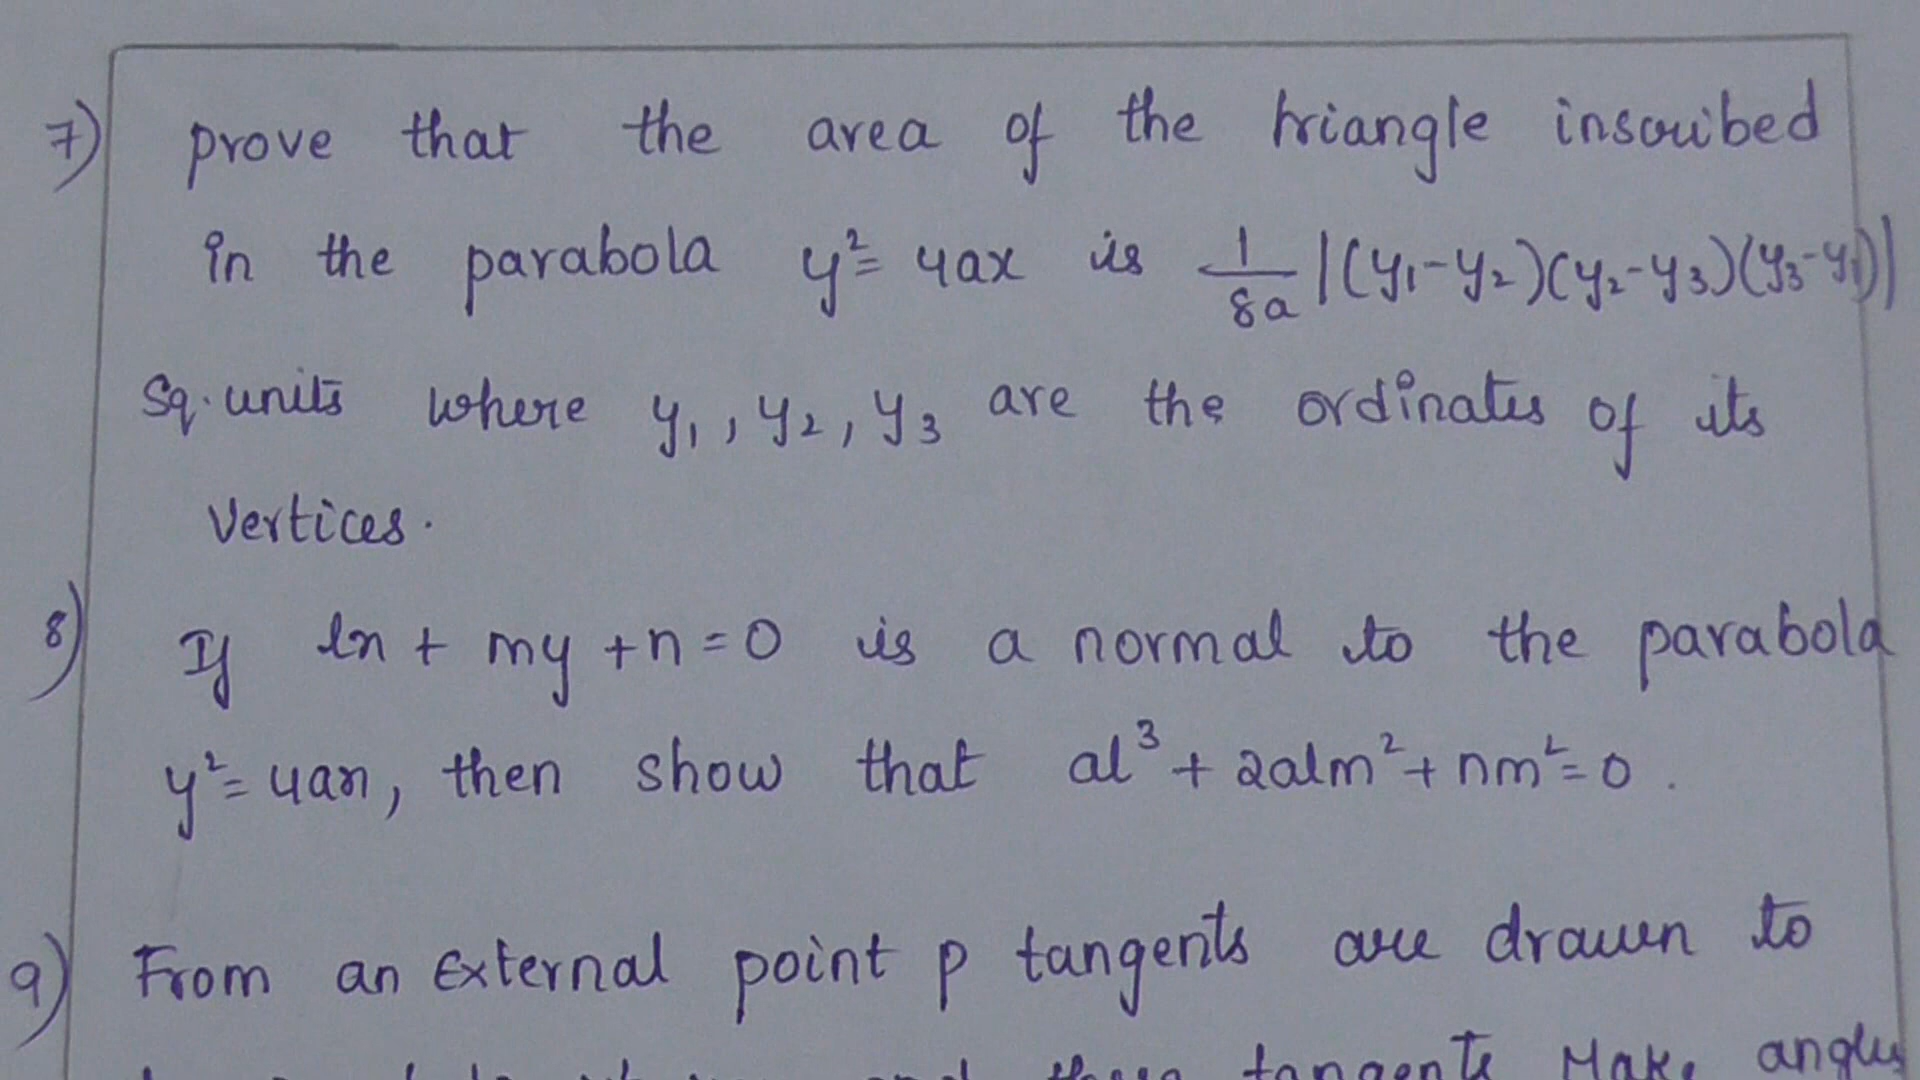 7) prove that the area of the triangle inscribed
in the parabola y² = 4ax is 1/8a |(y₁-y₂)(y₂-y₃)(y₃-y₁)|
sq. units where y₁, y₂, y₃ are the ordinates of its
vertices.
8) If lx + my + n = 0 is a normal to the parabola
y² = 4ax, then show that al³ + 2alm² + nm² = 0.
9) From an External point p tangents are drawn to
tangents Make angles